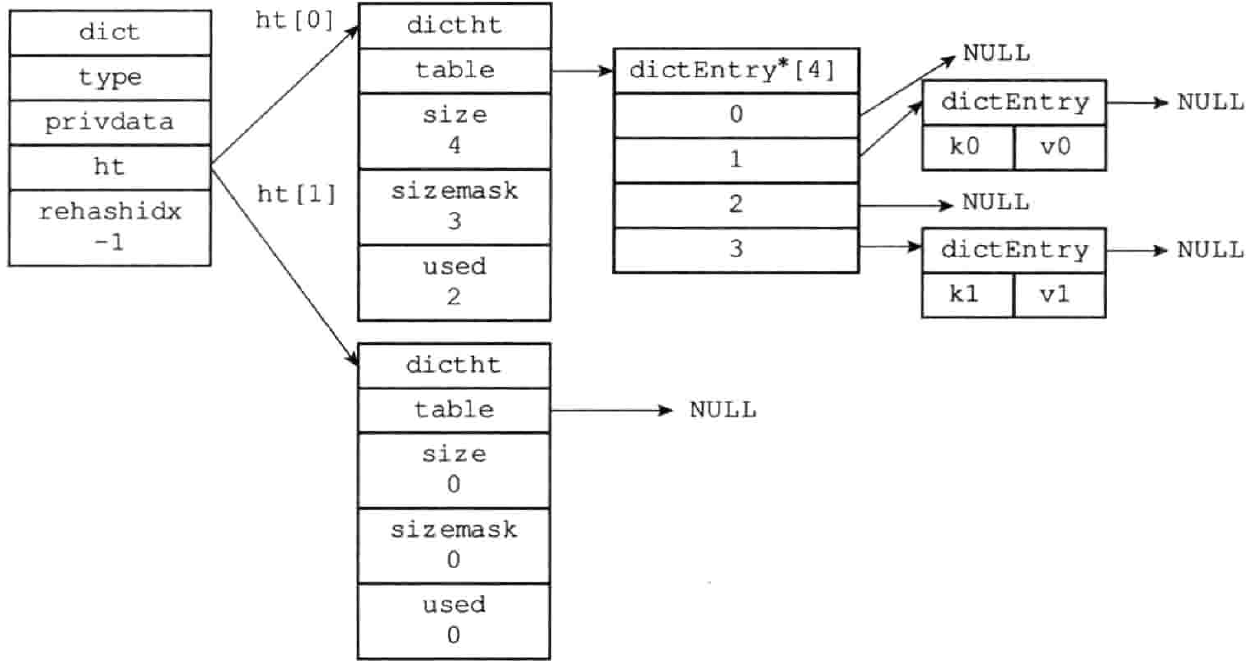 dict
type
privdata
ht
rehashidx
-1
ht[0]
ht[1]
dictht
table
size
4
sizemask
3
used
2
dictEntry*[4]
0
1
2
3
NULL
dictEntry
k0 v0
NULL
NULL
dictEntry
k1 v1
NULL
dictht
table
NULL
size
0
sizemask
0
used
0